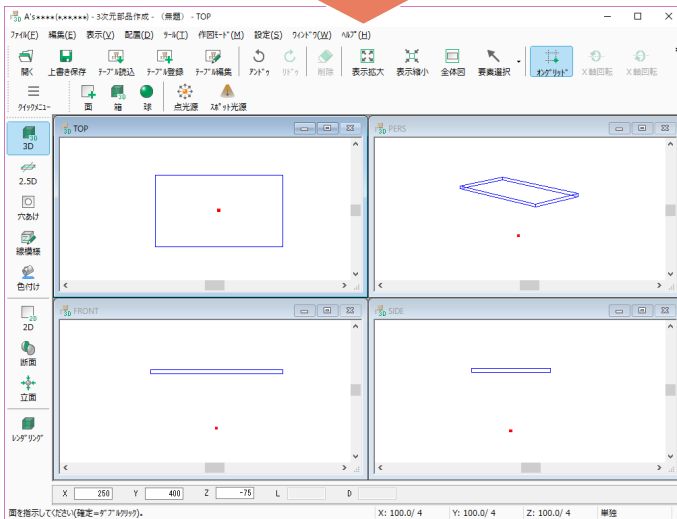 A's****(*.**.***) - 3次元部品作成 - （無題） - TOP
ﾌｧｲﾙ(F) 編集(E) 表示(V) 配置(D) ﾂｰﾙ(T) 作図ﾓｰﾄﾞ(M) 設定(S) ｳｨﾝﾄﾞｳ(W) ﾍﾙﾌﾟ(H)
開く 上書き保存 ﾃｰﾌﾞﾙ読込 ﾃｰﾌﾞﾙ登録 ﾃｰﾌﾞﾙ編集 ｱﾝﾄﾞｩ ﾘﾄﾞｩ 削除 表示拡大 表示縮小 全体図 要素選択 ｵﾝｸﾞﾘｯﾄﾞ X軸回転 X軸回転
ｸｲｯｸﾒﾆｭｰ 面 箱 球 点光源 ｽﾎﾟｯﾄ光源
3D
2.5D
穴あけ
線模様
色付け
2D
断面
立面
ﾚﾝﾀﾞﾘﾝｸﾞ
TOP
PERS
FRONT
SIDE
X 250 Y 400 Z -75 L D
面を指示してください(確定=ﾀﾞﾌﾞﾙｸﾘｯｸ)。 X: 100.0/ 4 Y: 100.0/ 4 Z: 100.0/ 4 単独